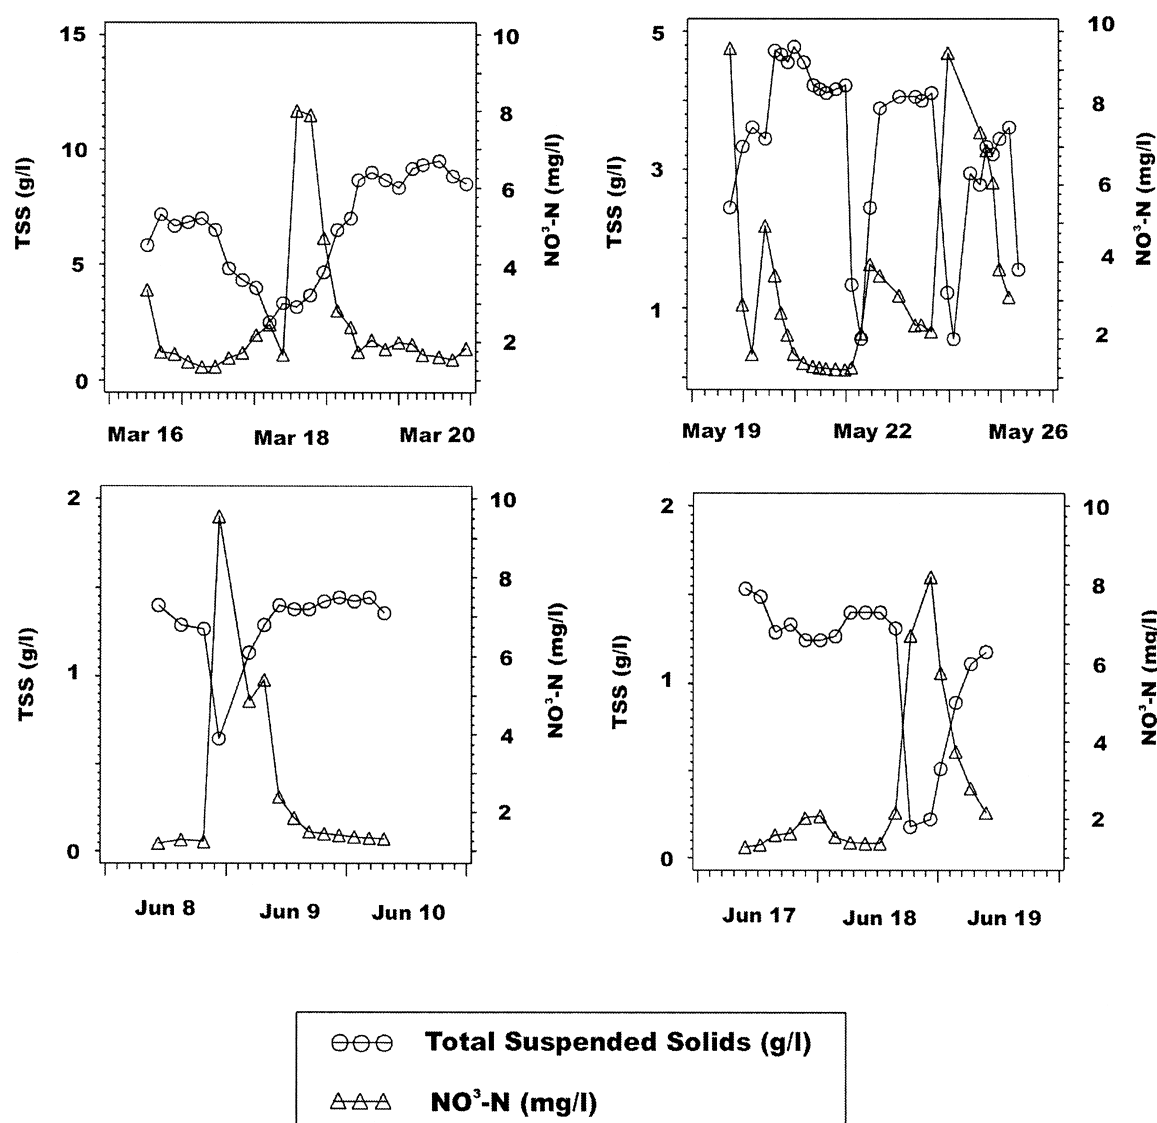 15
10
5
0
TSS (g/l)
10
8
6
4
2
NO³-N (mg/l)
Mar 16 Mar 18 Mar 20
5
3
1
TSS (g/l)
10
8
6
4
2
NO³-N (mg/l)
May 19 May 22 May 26
2
1
0
TSS (g/l)
10
8
6
4
2
NO³-N (mg/l)
Jun 8 Jun 9 Jun 10
2
1
0
TSS (g/l)
10
8
6
4
2
NO³-N (mg/l)
Jun 17 Jun 18 Jun 19
Total Suspended Solids (g/l)
NO³-N (mg/l)